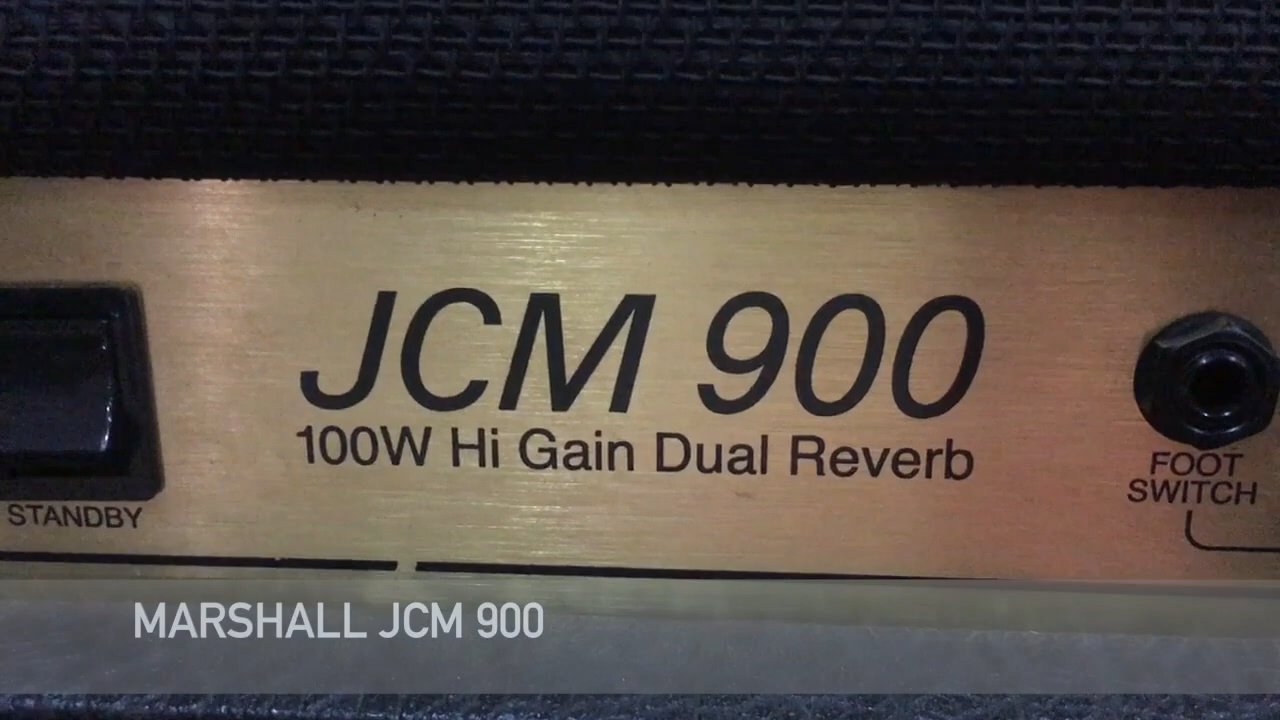 JCM 900
100W Hi Gain Dual Reverb
STANDBY
FOOT
SWITCH
MARSHALL JCM 900